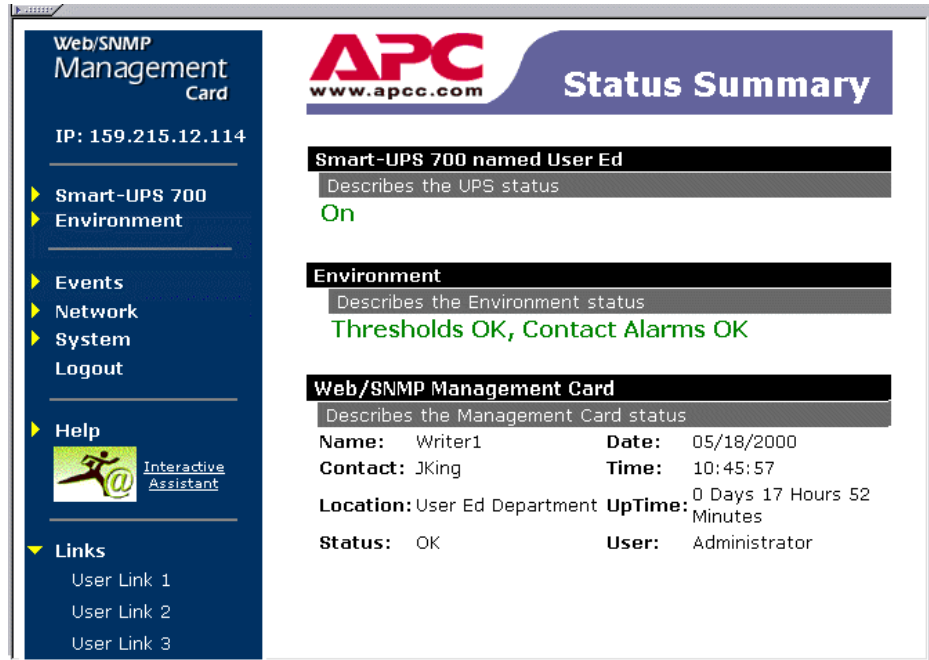 Web/SNMP
Management
Card
IP: 159.215.12.114
Smart-UPS 700
Environment
Events
Network
System
Logout
Help
Interactive
Assistant
Links
User Link 1
User Link 2
User Link 3
APC
www.apcc.com
Status Summary
Smart-UPS 700 named User Ed
Describes the UPS status
On
Environment
Describes the Environment status
Thresholds OK, Contact Alarms OK
Web/SNMP Management Card
Describes the Management Card status
Name: Writer1 Date: 05/18/2000
Contact: JKing Time: 10:45:57
Location: User Ed Department UpTime: 0 Days 17 Hours 52
Minutes
Status: OK User: Administrator